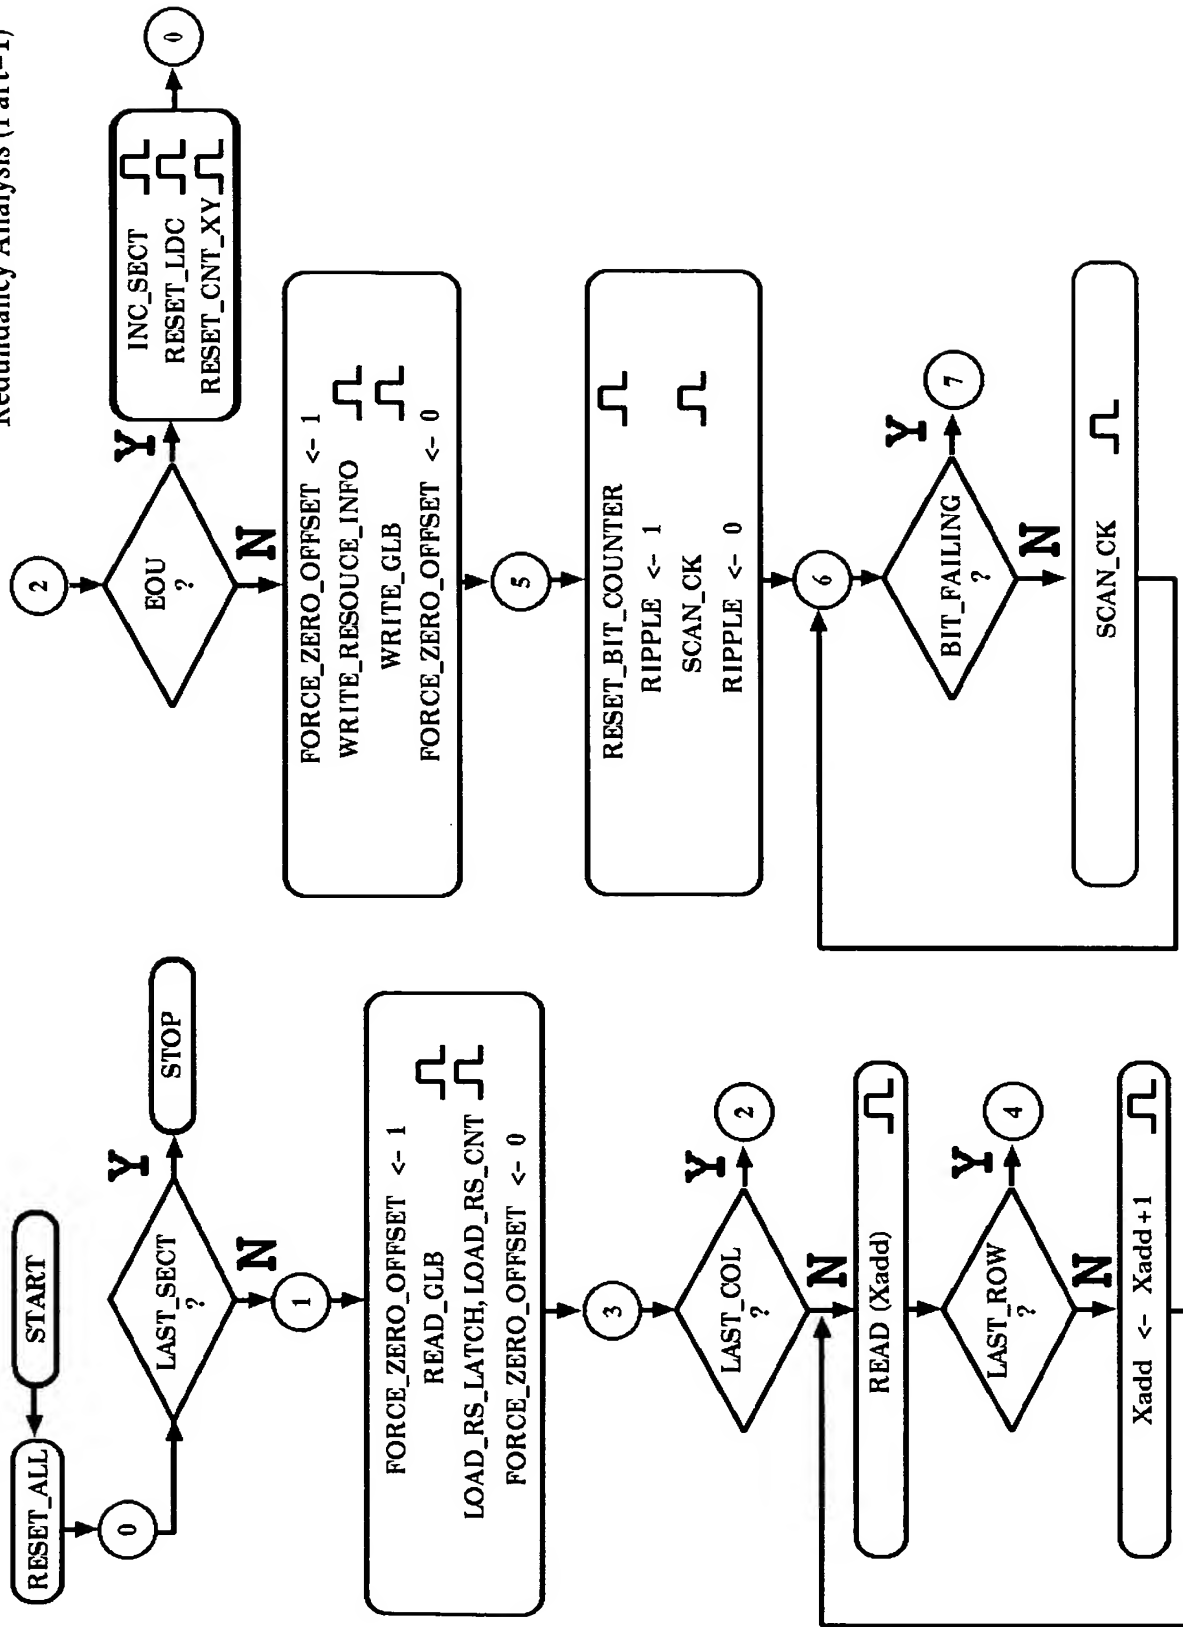 Redundancy Analysis (Part-1)
START
RESET_ALL
0
LAST_SECT
?
Y
STOP
N
1
FORCE_ZERO_OFFSET <- 1
READ_GLB
LOAD_RS_LATCH, LOAD_RS_CNT
FORCE_ZERO_OFFSET <- 0
3
LAST_COL
?
Y
2
N
READ (Xadd)
LAST_ROW
?
Y
4
N
Xadd <- Xadd+1
2
EOU
?
Y
INC_SECT
RESET_LDC
RESET_CNT_XY
0
N
FORCE_ZERO_OFFSET <- 1
WRITE_RESOUCE_INFO
WRITE_GLB
FORCE_ZERO_OFFSET <- 0
5
RESET_BIT_COUNTER
RIPPLE <- 1
SCAN_CK
RIPPLE <- 0
6
BIT_FAILING
?
Y
7
N
SCAN_CK